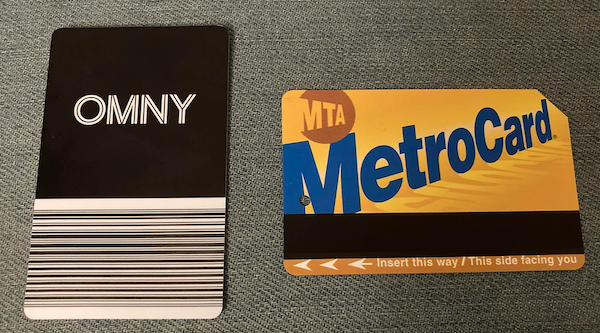 OMNY
MTA
MetroCard®
Insert this way / This side facing you